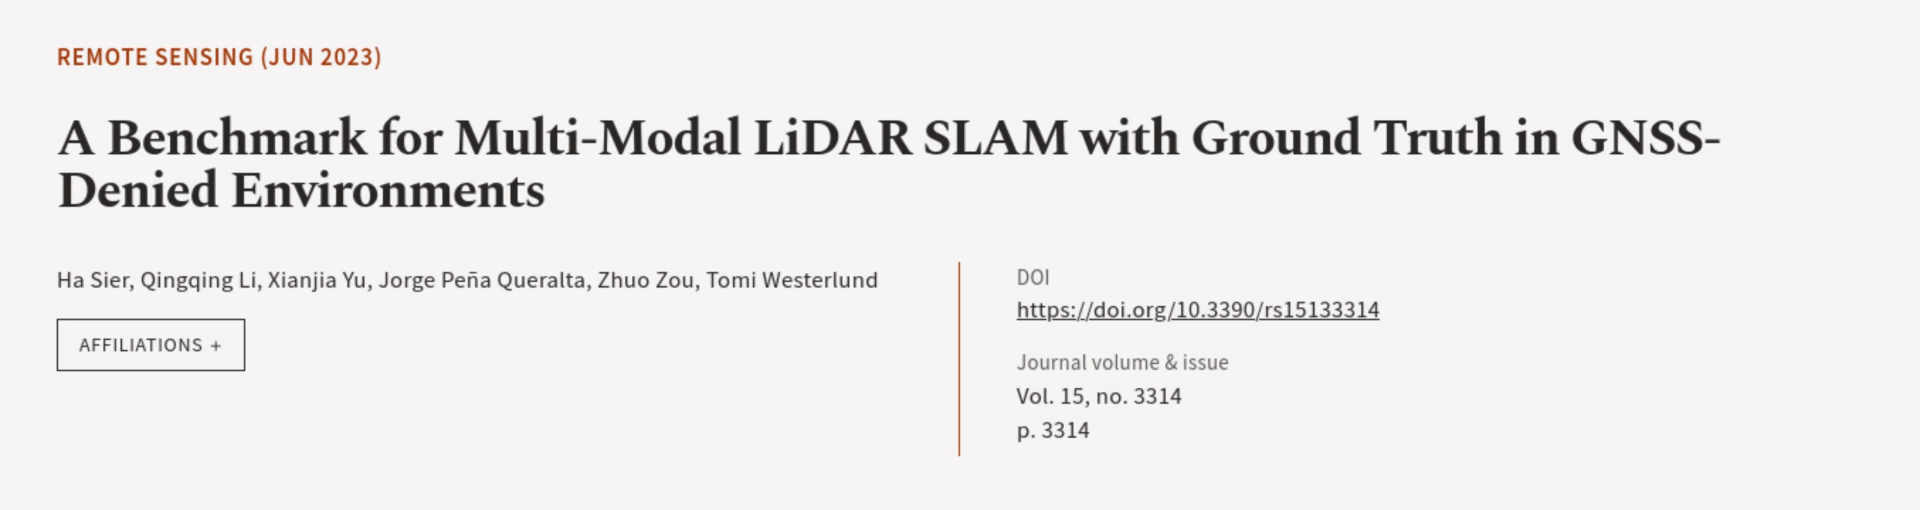 REMOTE SENSING (JUN 2023)
A Benchmark for Multi-Modal LiDAR SLAM with Ground Truth in GNSS-
Denied Environments
Ha Sier, Qingqing Li, Xianjia Yu, Jorge Peña Queralta, Zhuo Zou, Tomi Westerlund
AFFILIATIONS +
DOI
https://doi.org/10.3390/rs15133314
Journal volume & issue
Vol. 15, no. 3314
p. 3314